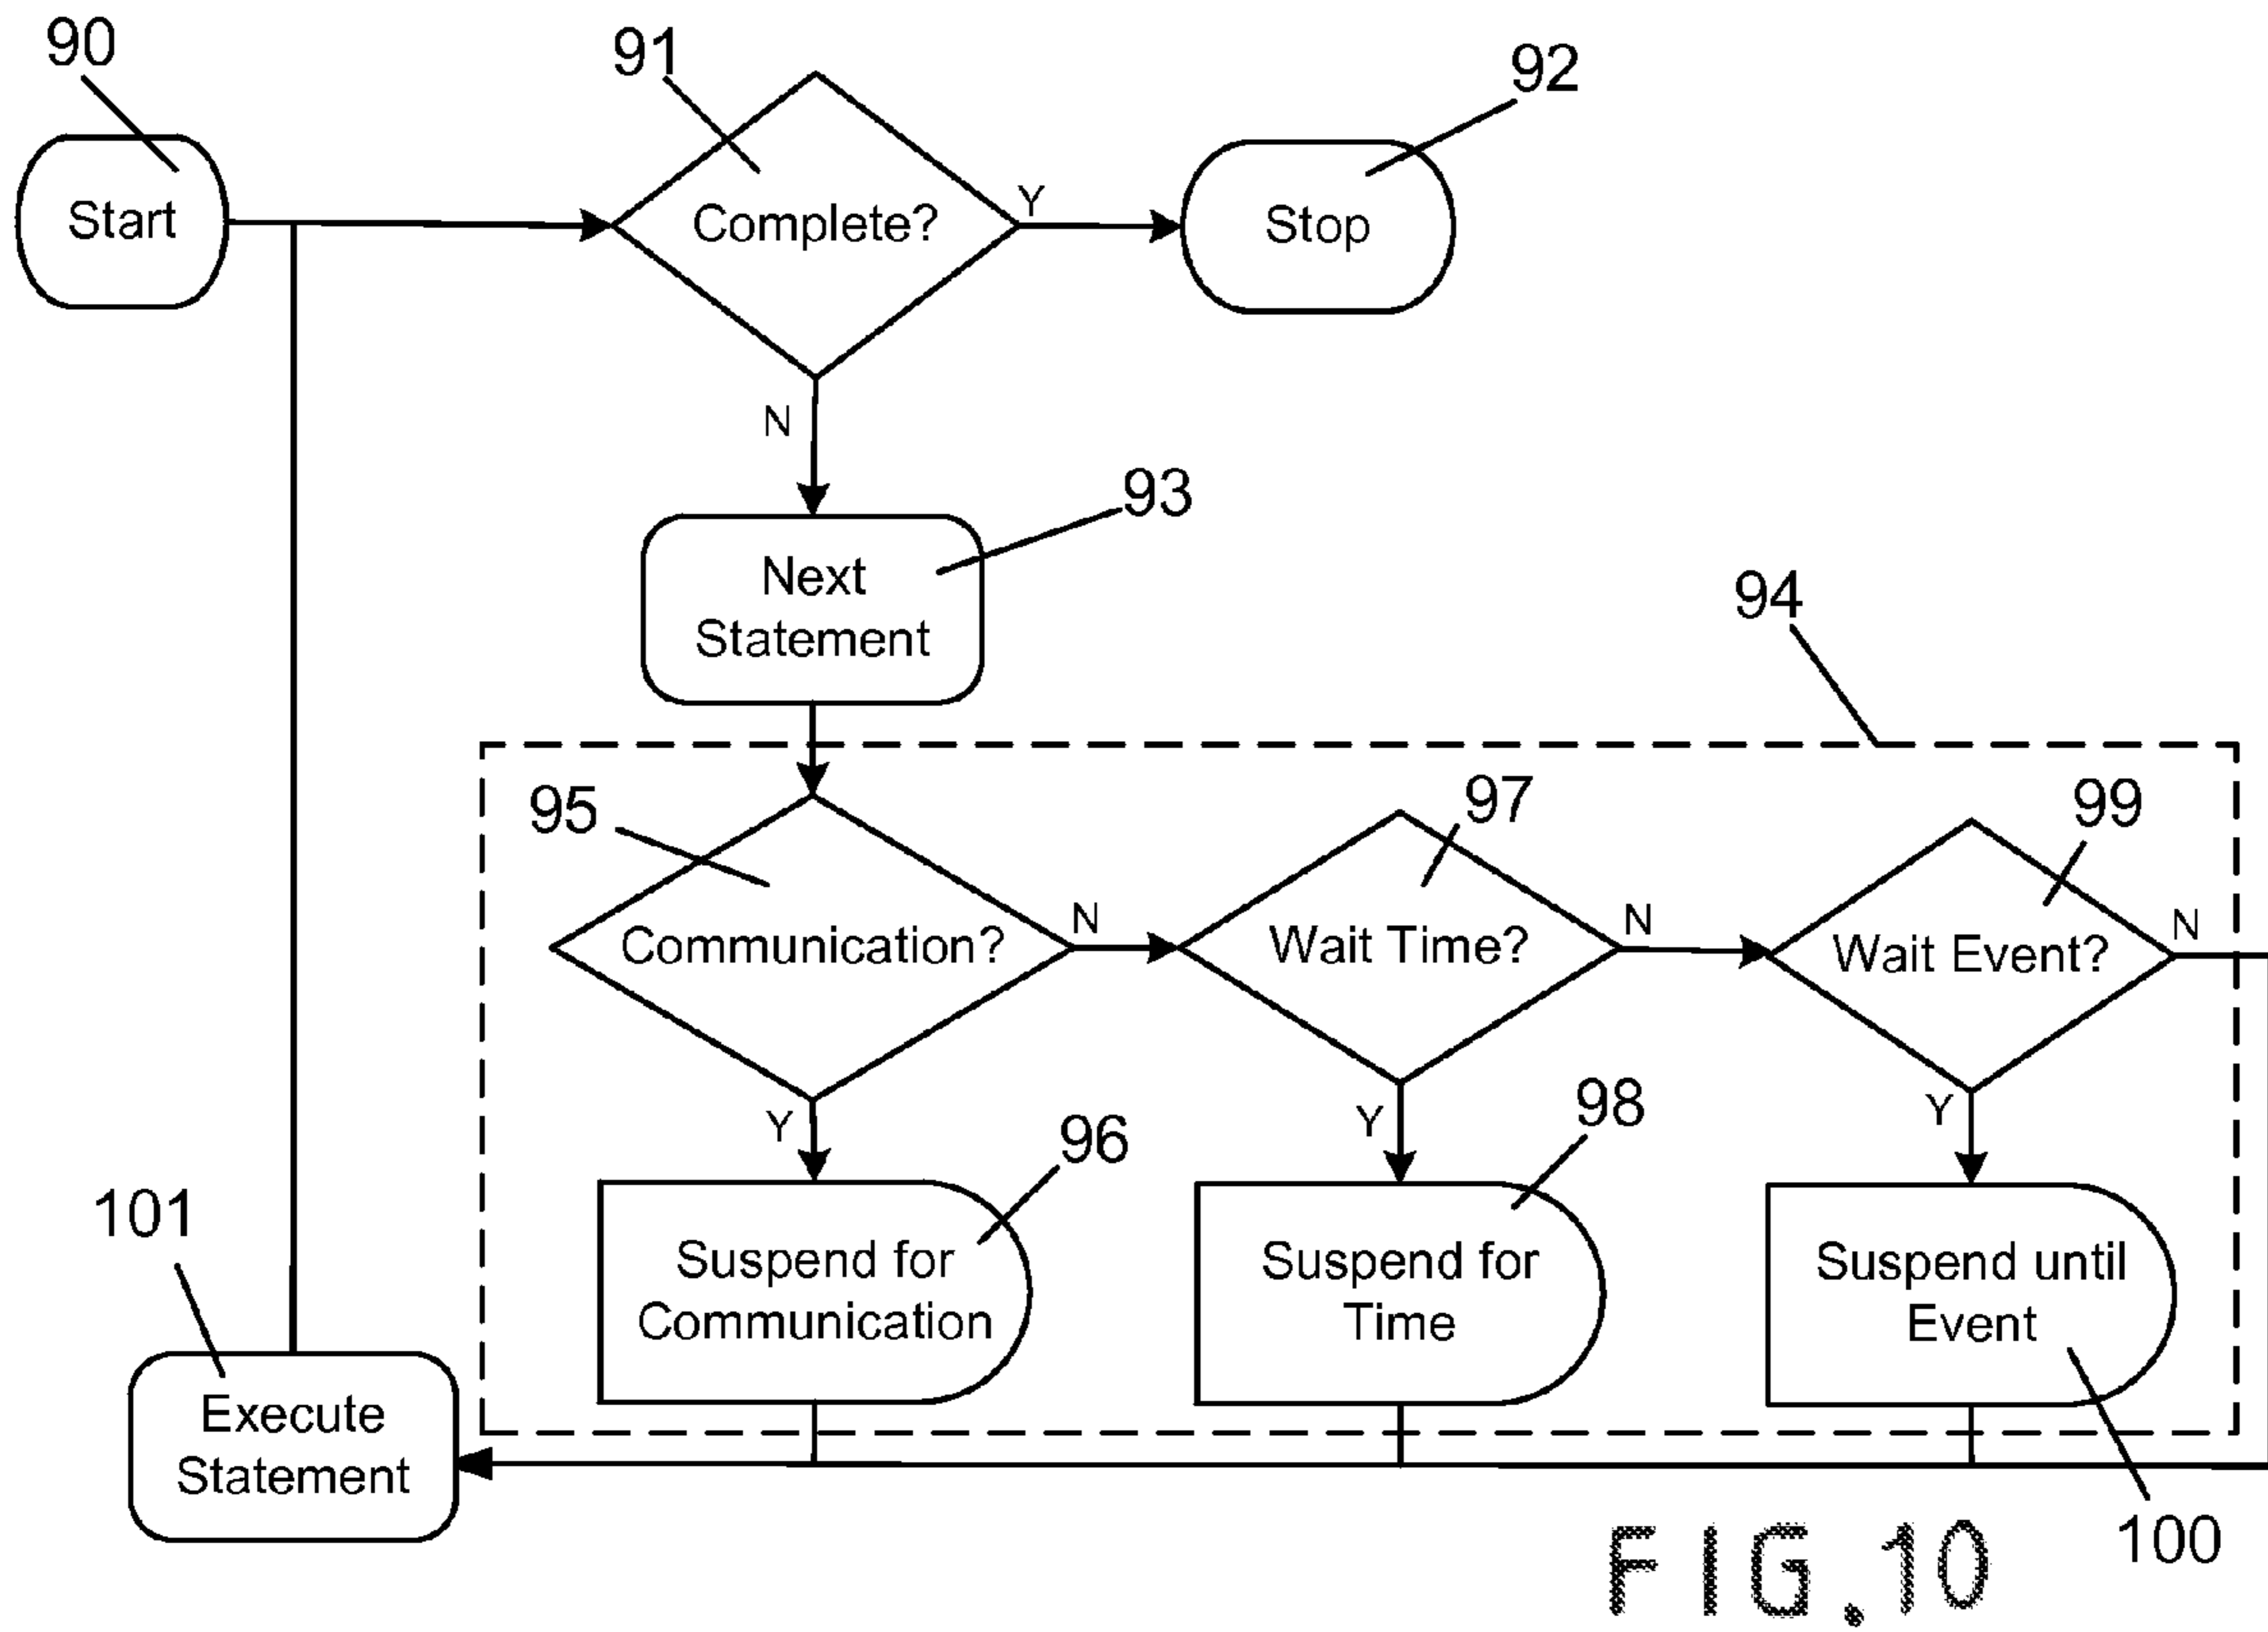 90
91
92
Start
Complete?
Y
Stop
N
93
Next
Statement
94
95
97
99
Communication?
N
Wait Time?
N
Wait Event?
N
Y
96
Y
98
Y
101
Suspend for
Communication
Suspend for
Time
Suspend until
Event
Execute
Statement
100
FIG.10